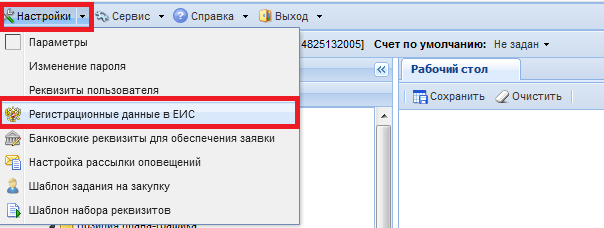 Настройки Сервис Справка Выход
4825132005] Счет по умолчанию: Не задан
Параметры
Рабочий стол
Изменение пароля
Реквизиты пользователя
Сохранить Очистить
Регистрационные данные в ЕИС
Банковские реквизиты для обеспечения заявки
Настройка рассылки оповещений
Шаблон задания на закупку
Шаблон набора реквизитов